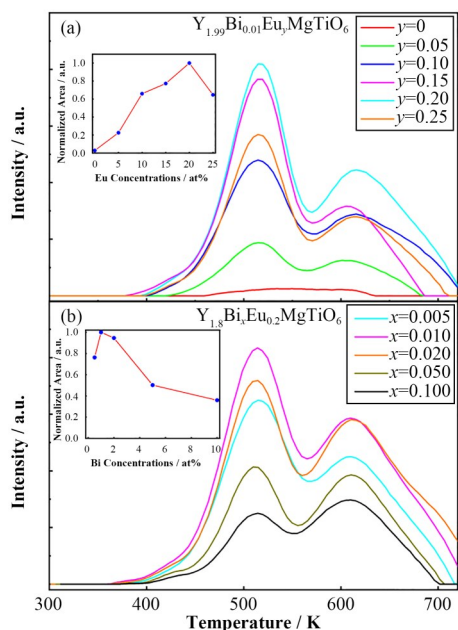 (a)
Y1.99Bi0.01EuyMgTiO6
y=0
y=0.05
y=0.10
y=0.15
y=0.20
y=0.25
Intensity / a.u.
Normalized Area / a.u.
1.0
0.8
0.6
0.4
0.2
0.0
0 5 10 15 20 25
Eu Concentrations / at%
(b)
Y1.8BixEu0.2MgTiO6
x=0.005
x=0.010
x=0.020
x=0.050
x=0.100
Intensity / a.u.
Normalized Area / a.u.
1.0
0.8
0.6
0.4
0.2
0.0
0 2 4 6 8 10
Bi Concentrations / at%
300 400 500 600 700
Temperature / K